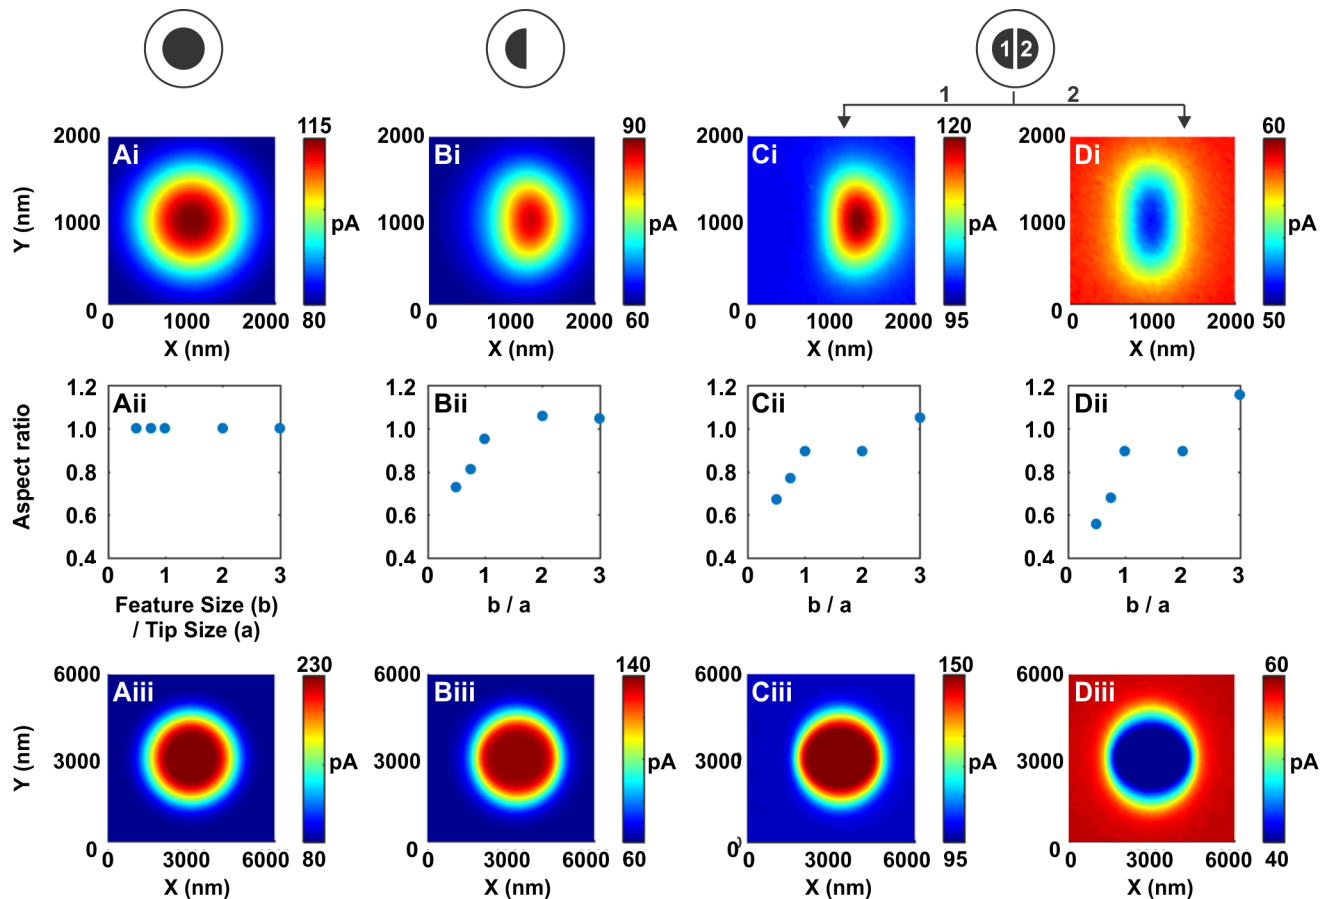 1 2
1 2
115 90 120 60
2000 2000 2000 2000
Ai Bi Ci Di
Y (nm) 1000 pA 1000 pA 1000 pA 1000 pA
0 0 0 0
0 1000 2000 80 0 1000 2000 60 0 1000 2000 95 0 1000 2000 50
X (nm) X (nm) X (nm) X (nm)
1.2 1.2 1.2 1.2
Aii Bii Cii Dii
1.0 1.0 1.0 1.0
Aspect ratio
0.8 0.8 0.8 0.8
0.6 0.6 0.6 0.6
0.4 0.4 0.4 0.4
0 1 2 3 0 1 2 3 0 1 2 3 0 1 2 3
Feature Size (b) b / a b / a b / a
/ Tip Size (a)
230 140 150 60
6000 6000 6000 6000
Aiii Biii Ciii Diii
Y (nm) 3000 pA 3000 pA 3000 pA 3000 pA
0 0 0 0
0 3000 6000 80 0 3000 6000 60 0 3000 6000 95 0 3000 6000 40
X (nm) X (nm) X (nm) X (nm)